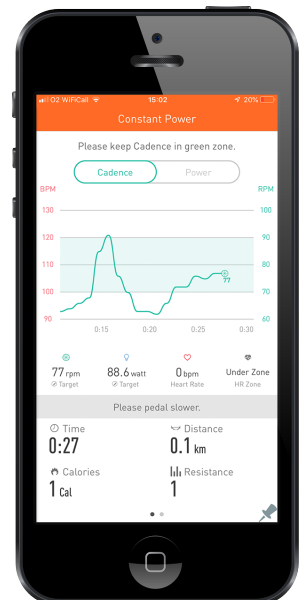 O2 WiFiCall 15:02 20%
Constant Power
Please keep Cadence in green zone.
Cadence Power
BPM RPM
130 100
120 90
110 80
77
100 70
90 60
0:15 0:20 0:25 0:30
77 rpm 88.6 watt 0 bpm Under Zone
Target Target Heart Rate HR Zone
Please pedal slower.
Time Distance
0:27 0.1 km
Calories Resistance
1 Cal 1